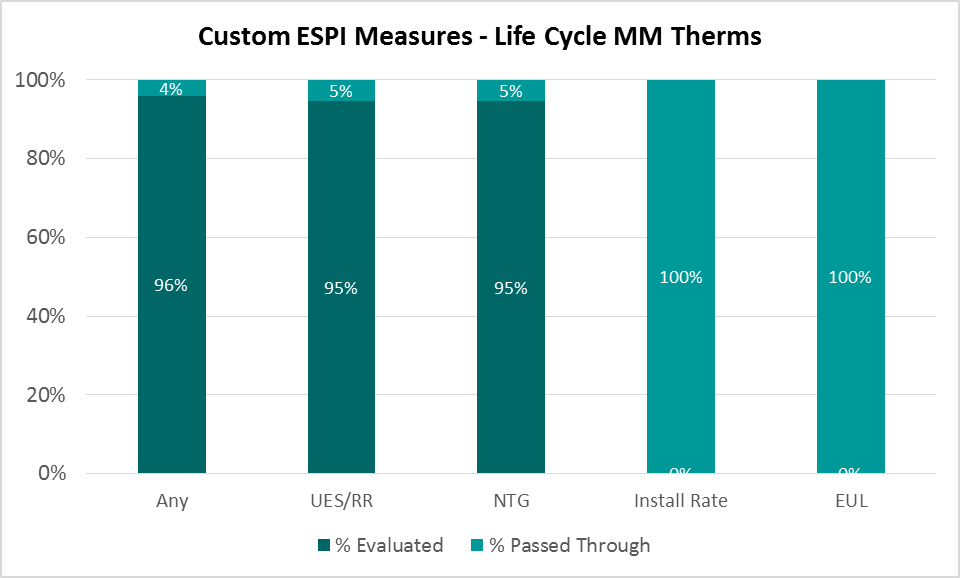 Custom ESPI Measures - Life Cycle MM Therms
100%
80%
60%
40%
20%
0%
4%
5%
5%
96%
95%
95%
100%
100%
0%
0%
Any
UES/RR
NTG
Install Rate
EUL
% Evaluated
% Passed Through